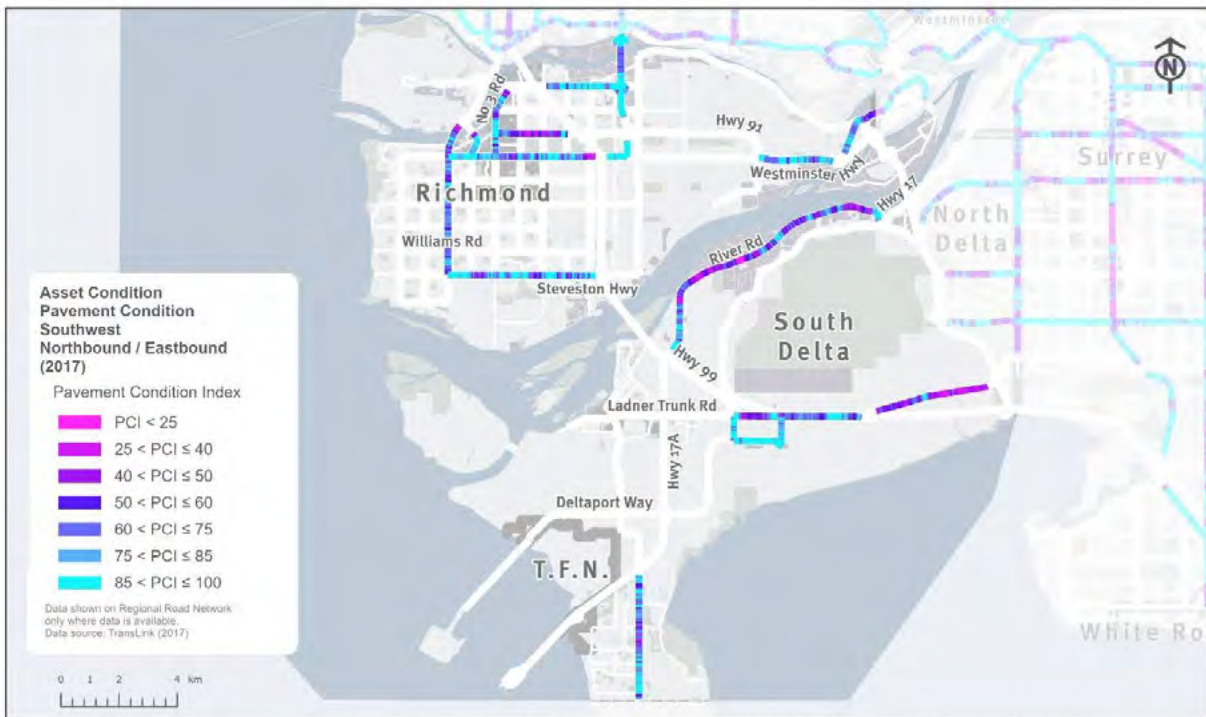 Westminster
N
No 3 Rd
Hwy 91
Westminster Hwy
Surrey
Richmond
Hwy 17
North
Delta
Williams Rd
River Rd
Steveston Hwy
South
Delta
Hwy 99
Ladner Trunk Rd
Hwy 17A
Deltaport Way
T.F.N.
White Ro
Asset Condition
Pavement Condition
Southwest
Northbound / Eastbound
(2017)
Pavement Condition Index
PCI < 25
25 < PCI ≤ 40
40 < PCI ≤ 50
50 < PCI ≤ 60
60 < PCI ≤ 75
75 < PCI ≤ 85
85 < PCI ≤ 100
Data shown on Regional Road Network
only where data is available.
Data source: TransLink (2017)
0 1 2 4 km